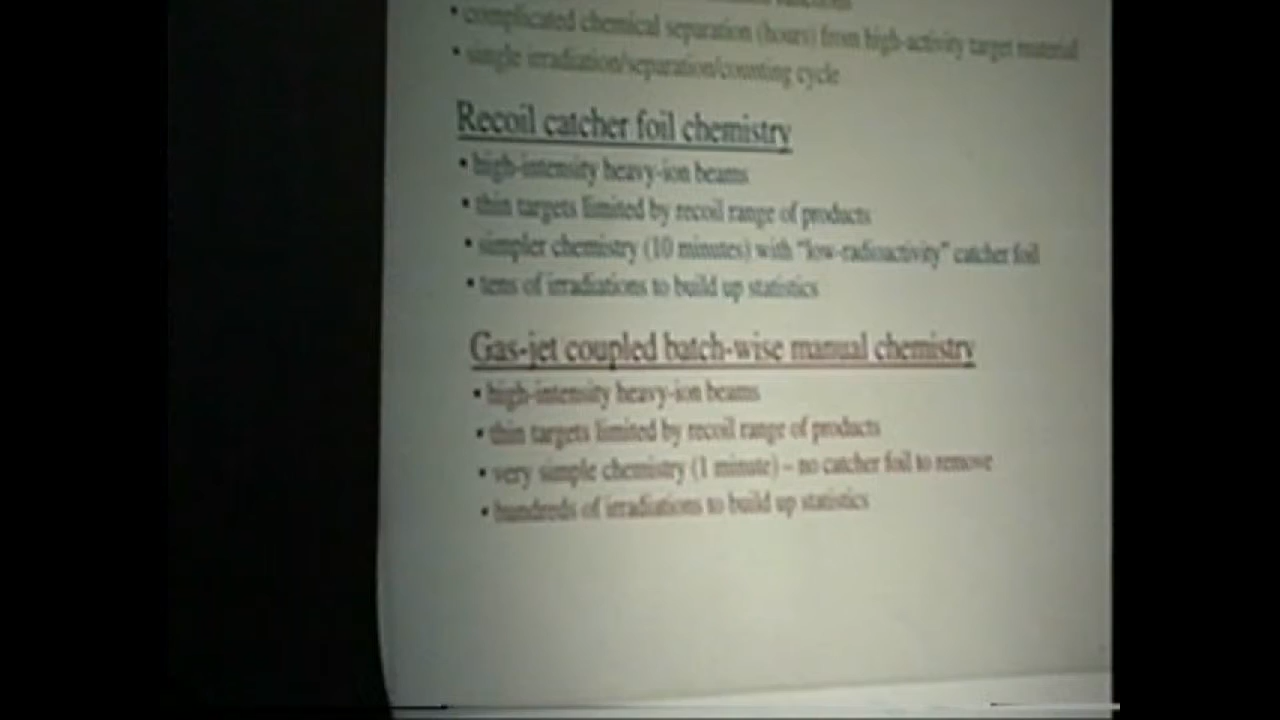 • complicated chemical separation (hours) from high-activity target material
• single irradiation/separation/counting cycle
Recoil catcher foil chemistry
• high-intensity heavy-ion beams
• thin targets limited by recoil range of products
• simpler chemistry (10 minutes) with "low-radioactivity" catcher foil
• tens of irradiations to build up statistics
Gas-jet coupled batch-wise manual chemistry
• high-intensity heavy-ion beams
• thin targets limited by recoil range of products
• very simple chemistry (1 minute) – no catcher foil to remove
• hundreds of irradiations to build up statistics